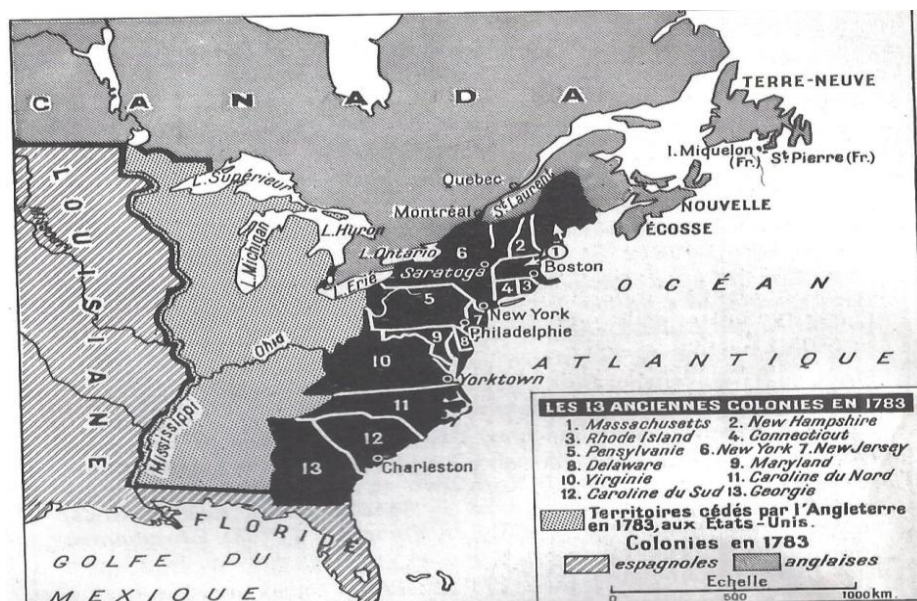 CANADA
TERRE-NEUVE
I. Miquelon
(Fr.)
St Pierre (Fr.)
NOUVELLE
ÉCOSSE
Quebec
St Laurent
Montréal
L. Supérieur
L. Huron
L. Michigan
L. Ontario
Erié
Saratoga
Boston
New York
Philadelphie
Yorktown
Charleston
LOUISIANE
Mississippi
Ohio
OCÉAN
ATLANTIQUE
FLORIDE
GOLFE DU
MEXIQUE
1
2
3
4
5
6
7
8
9
10
11
12
13
LES 13 ANCIENNES COLONIES EN 1783
1. Massachusetts 2. New Hampshire
3. Rhode Island 4. Connecticut
5. Pensylvanie 6. New York 7. New Jersey
8. Delaware 9. Maryland
10. Virginie 11. Caroline du Nord
12. Caroline du Sud 13. Georgie
Territoires cédés par l'Angleterre
en 1783, aux Etats-Unis.
Colonies en 1783
espagnoles anglaises
Echelle
0 500 1000 km.